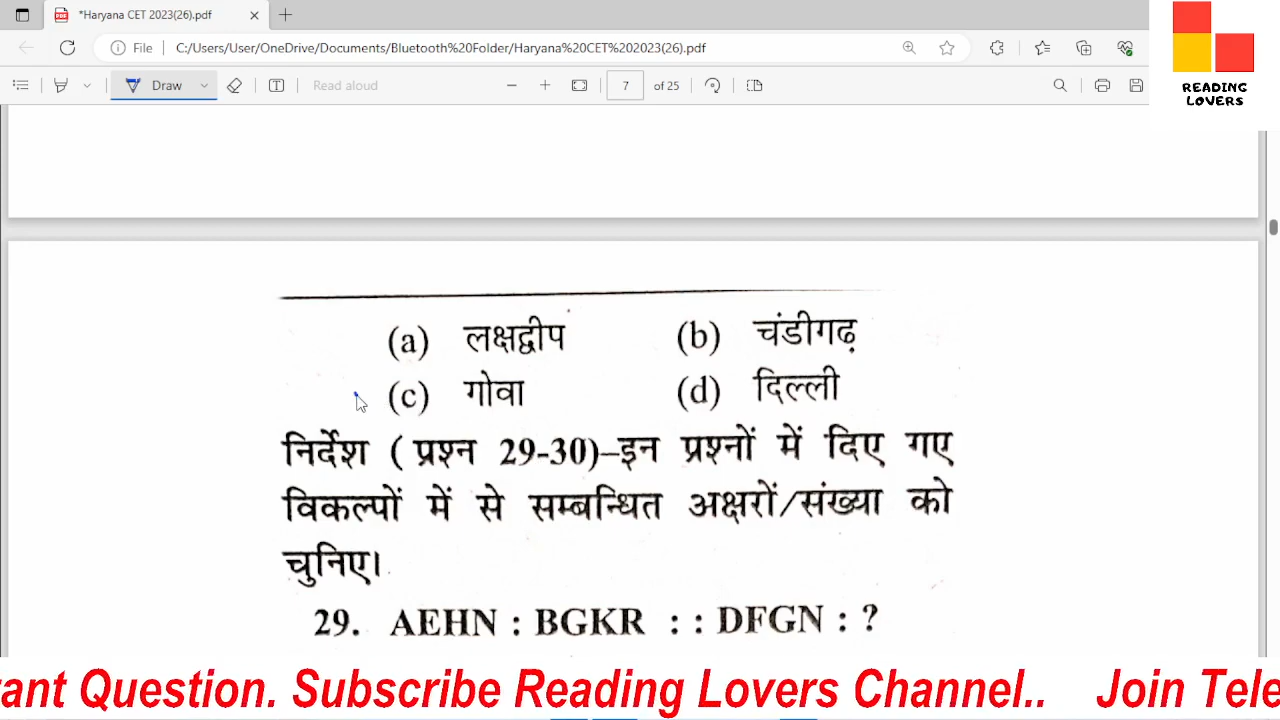 *Haryana CET 2023(26).pdf
File C:/Users/User/OneDrive/Documents/Bluetooth%20Folder/Haryana%20CET%202023(26).pdf
Draw Read aloud 7 of 25
READING
LOVERS
(a) लक्षद्वीप (b) चंडीगढ़
(c) गोवा (d) दिल्ली
निर्देश ( प्रश्न 29-30)–इन प्रश्नों में दिए गए
विकल्पों में से सम्बन्धित अक्षरों/संख्या को
चुनिए।
29. AEHN : BGKR : : DFGN : ?
rant Question. Subscribe Reading Lovers Channel.. Join Tele